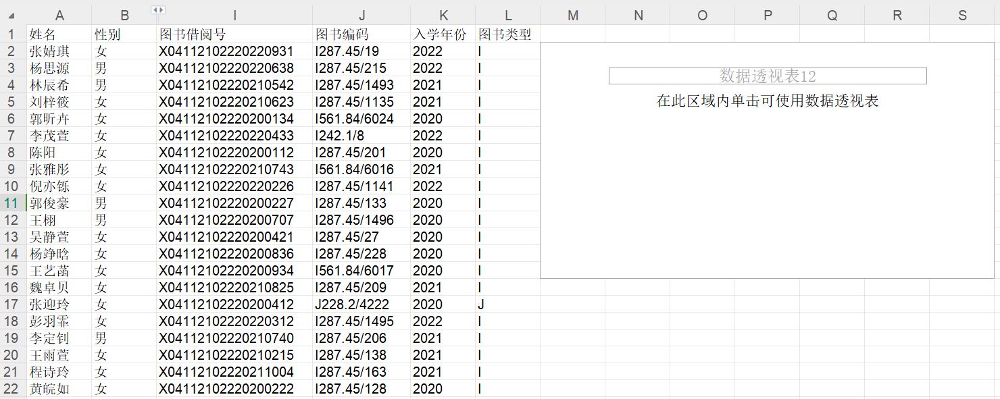 A B I J K L M N O P Q R S
1 姓名 性别 图书借阅号 图书编码 入学年份 图书类型
2 张婧琪 女 X04112102220220931 I287.45/19 2022 I
3 杨思源 男 X04112102220220638 I287.45/215 2022 I
数据透视表12
4 林辰希 男 X04112102220210542 I287.45/1493 2021 I
5 刘梓筱 女 X04112102220210623 I287.45/1135 2021 I
在此区域内单击可使用数据透视表
6 郭昕卉 女 X04112102220200134 I561.84/6024 2020 I
7 李茂萱 女 X04112102220220433 I242.1/8 2022 I
8 陈阳 女 X04112102220200112 I287.45/201 2020 I
9 张雅彤 女 X04112102220210743 I561.84/6016 2021 I
10 倪亦铄 女 X04112102220220226 I287.45/1141 2022 I
11 郭俊豪 男 X04112102220200227 I287.45/133 2020 I
12 王栩 男 X04112102220200707 I287.45/1496 2020 I
13 吴静萱 女 X04112102220200421 I287.45/27 2020 I
14 杨竫晗 女 X04112102220200836 I287.45/228 2020 I
15 王艺菡 女 X04112102220200934 I561.84/6017 2020 I
16 魏卓贝 女 X04112102220210825 I287.45/209 2021 I
17 张迎玲 女 X04112102220200412 J228.2/4222 2020 J
18 彭羽霏 女 X04112102220220312 I287.45/1495 2022 I
19 李定钊 男 X04112102220210740 I287.45/206 2021 I
20 王雨萱 女 X04112102220210215 I287.45/138 2021 I
21 程诗玲 女 X04112102220211004 I287.45/163 2021 I
22 黄皖如 女 X04112102220200222 I287.45/128 2020 I